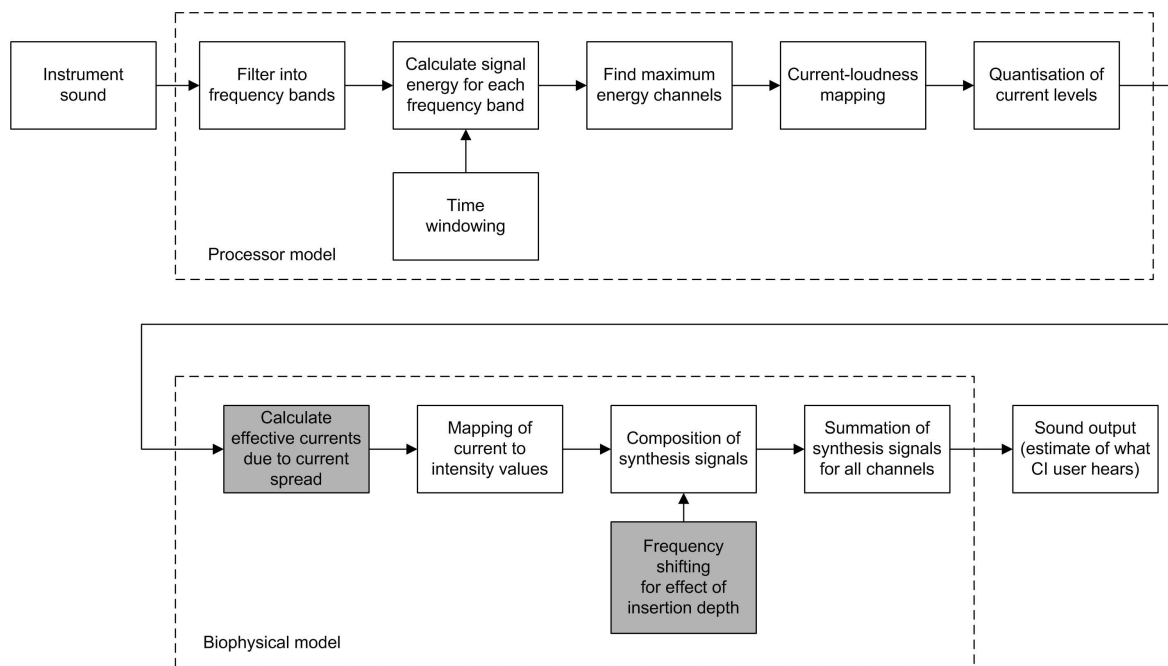 Instrument
sound
Filter into
frequency bands
Calculate signal
energy for each
frequency band
Find maximum
energy channels
Current-loudness
mapping
Quantisation of
current levels
Time
windowing
Processor model
Calculate
effective currents
due to current
spread
Mapping of
current to
intensity values
Composition of
synthesis signals
Summation of
synthesis signals
for all channels
Sound output
(estimate of what
CI user hears)
Frequency
shifting
for effect of
insertion depth
Biophysical model